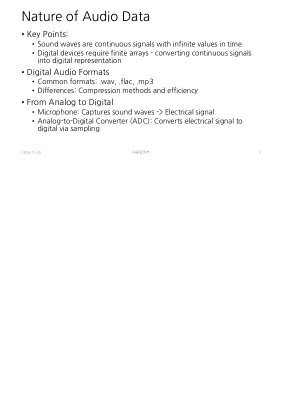 Nature of Audio Data
• Key Points:
• Sound waves are continuous signals with infinite values in time
• Digital devices require finite arrays - converting continuous signals
into digital representation
• Digital Audio Formats
• Common formats: .wav, .flac, .mp3
• Differences: Compression methods and efficiency
• From Analog to Digital
• Microphone: Captures sound waves -> Electrical signal
• Analog-to-Digital Converter (ADC): Converts electrical signal to
digital via sampling